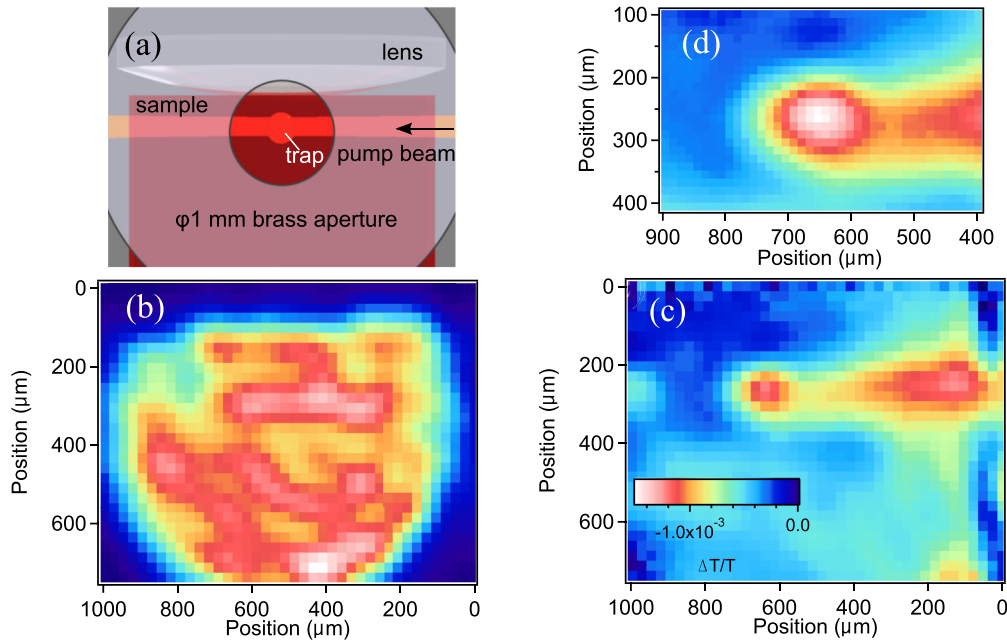 (a)
lens
sample
trap
pump beam
φ1 mm brass aperture
(d)
100
200
300
400
Position (µm)
900
800
700
600
500
400
Position (µm)
(b)
0
200
400
600
Position (µm)
1000
800
600
400
200
0
Position (µm)
(c)
0
200
400
600
Position (µm)
-1.0x10⁻³
0.0
ΔT/T
1000
800
600
400
200
0
Position (µm)